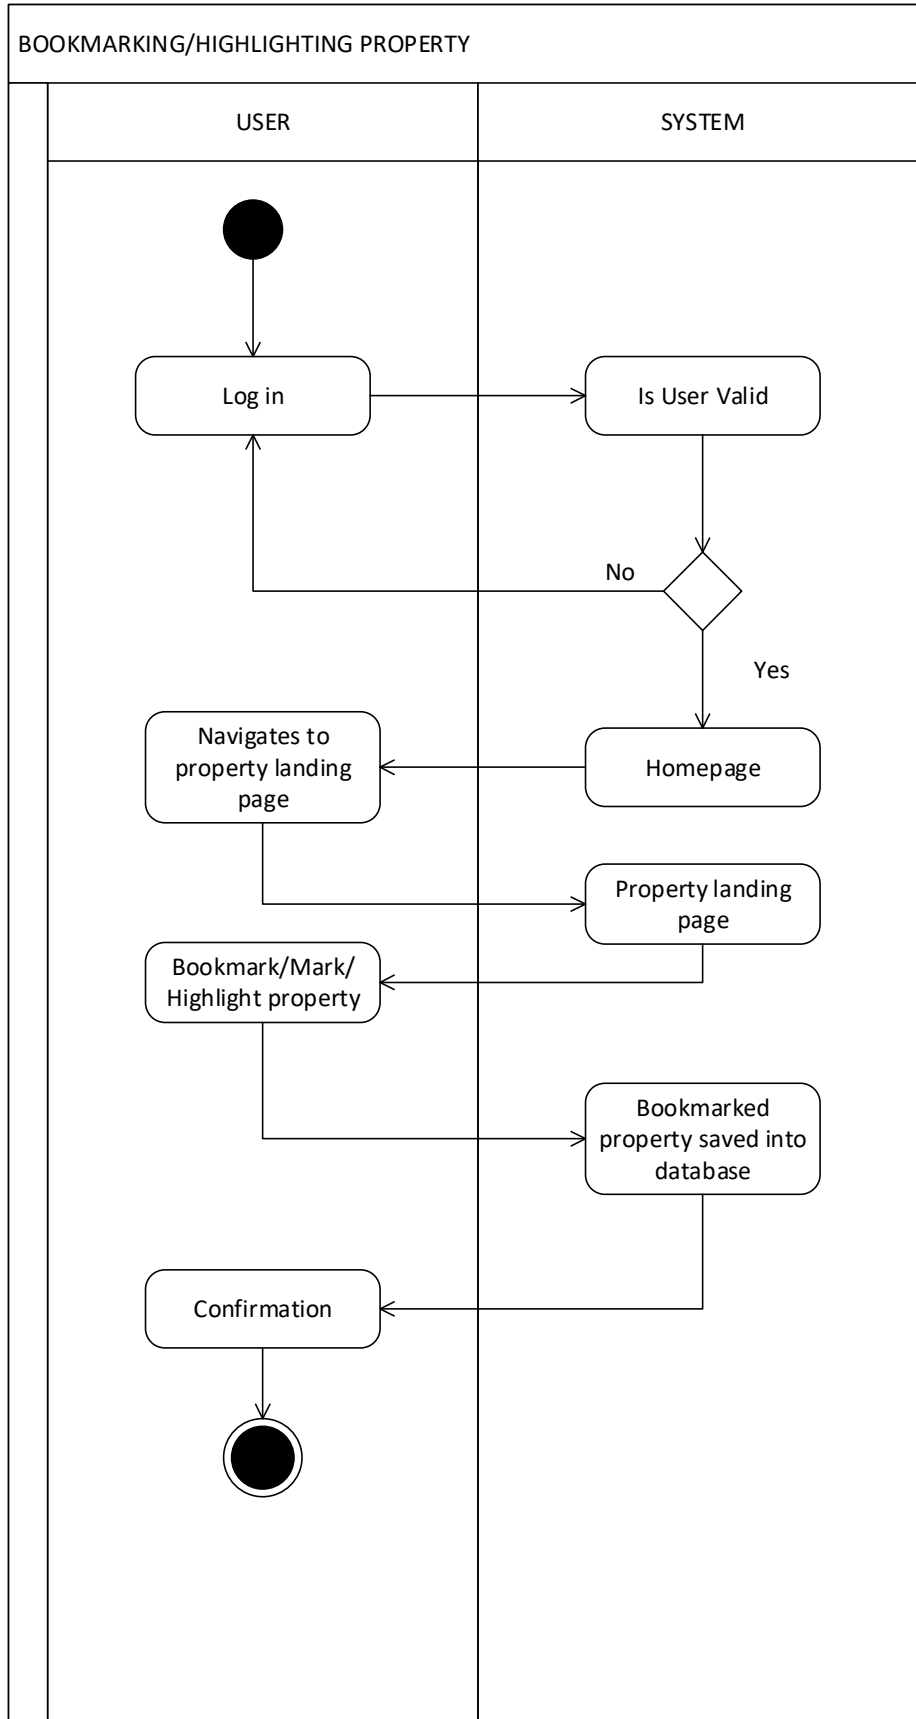 BOOKMARKING/HIGHLIGHTING PROPERTY
USER
SYSTEM
Log in
Is User Valid
No
Yes
Navigates to
property landing
page
Homepage
Property landing
page
Bookmark/Mark/
Highlight property
Bookmarked
property saved into
database
Confirmation